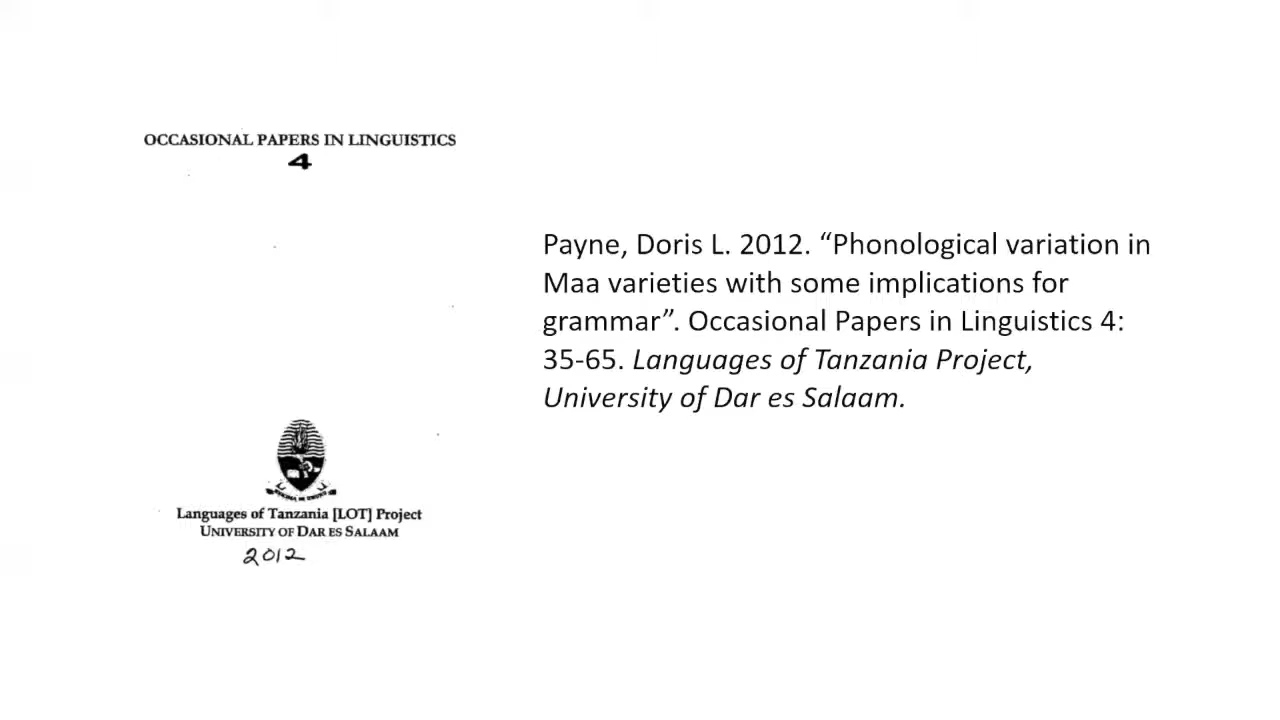 OCCASIONAL PAPERS IN LINGUISTICS
4
Languages of Tanzania [LOT] Project
UNIVERSITY OF DAR ES SALAAM
2012
Payne, Doris L. 2012. “Phonological variation in
Maa varieties with some implications for
grammar”. Occasional Papers in Linguistics 4:
35-65. Languages of Tanzania Project,
University of Dar es Salaam.